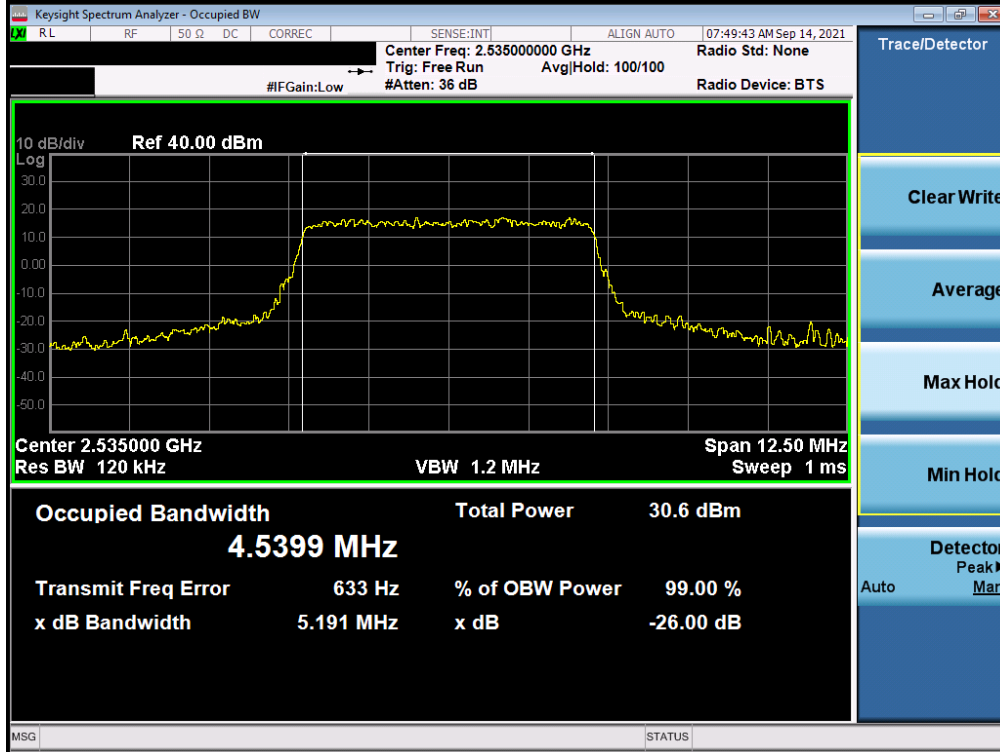 Keysight Spectrum Analyzer - Occupied BW
LXI RL RF 50 Ω DC CORREC SENSE:INT ALIGN AUTO 07:49:43 AM Sep 14, 2021
Center Freq: 2.535000000 GHz Radio Std: None
Trig: Free Run Avg|Hold: 100/100
#IFGain:Low #Atten: 36 dB Radio Device: BTS
Trace/Detector
10 dB/div Ref 40.00 dBm
Log
30.0
20.0
10.0
0.00
-10.0
-20.0
-30.0
-40.0
-50.0
Center 2.535000 GHz Span 12.50 MHz
Res BW 120 kHz VBW 1.2 MHz Sweep 1 ms
Occupied Bandwidth Total Power 30.6 dBm
4.5399 MHz
Transmit Freq Error 633 Hz % of OBW Power 99.00 %
x dB Bandwidth 5.191 MHz x dB -26.00 dB
Clear Write
Average
Max Hold
Min Hold
Detector
Peak▶
Auto Man
MSG STATUS